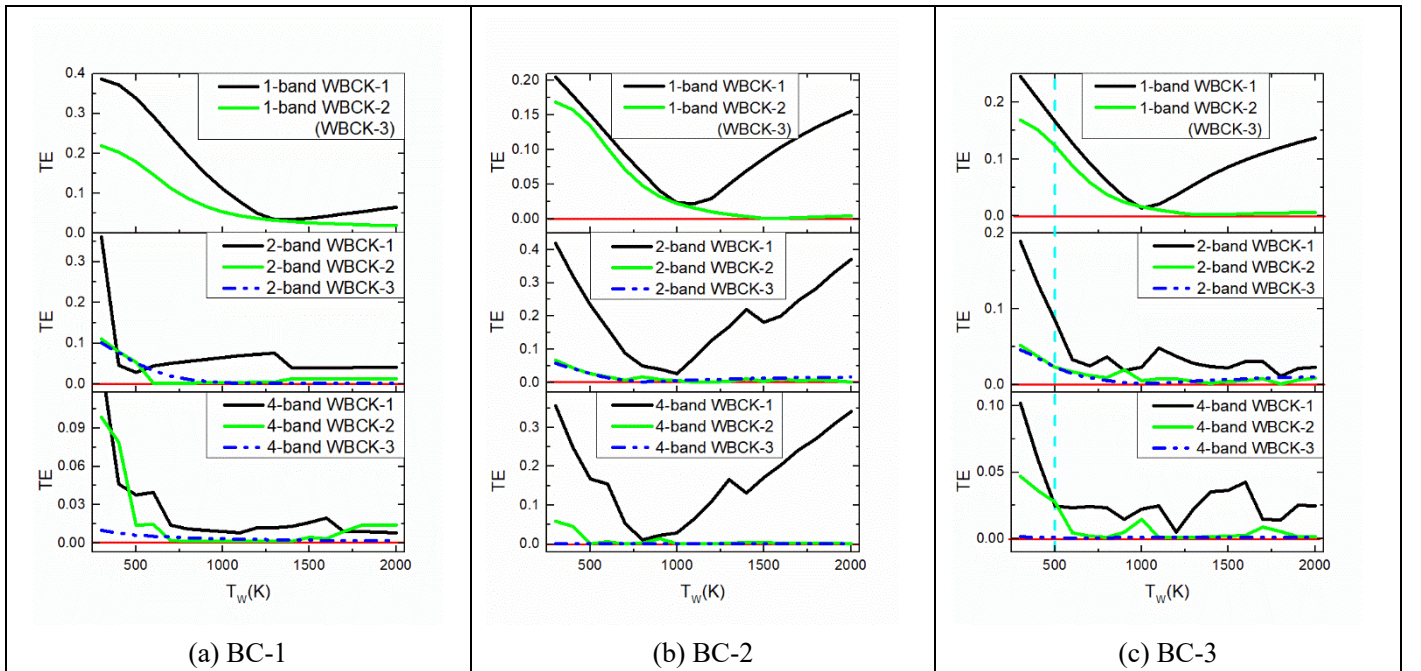 0.4
0.3
0.2
0.1
0.0
TE
1-band WBCK-1
1-band WBCK-2
(WBCK-3)
0.3
0.2
0.1
0.0
TE
2-band WBCK-1
2-band WBCK-2
2-band WBCK-3
0.09
0.06
0.03
0.00
TE
4-band WBCK-1
4-band WBCK-2
4-band WBCK-3
500 1000 1500 2000
TW(K)
(a) BC-1
0.20
0.15
0.10
0.05
0.00
TE
1-band WBCK-1
1-band WBCK-2
(WBCK-3)
0.4
0.2
0.0
TE
2-band WBCK-1
2-band WBCK-2
2-band WBCK-3
0.3
0.2
0.1
0.0
TE
4-band WBCK-1
4-band WBCK-2
4-band WBCK-3
500 1000 1500 2000
TW(K)
(b) BC-2
0.2
0.1
0.0
TE
1-band WBCK-1
1-band WBCK-2
(WBCK-3)
0.2
0.1
0.0
TE
2-band WBCK-1
2-band WBCK-2
2-band WBCK-3
0.10
0.05
0.00
TE
4-band WBCK-1
4-band WBCK-2
4-band WBCK-3
500 1000 1500 2000
TW(K)
(c) BC-3